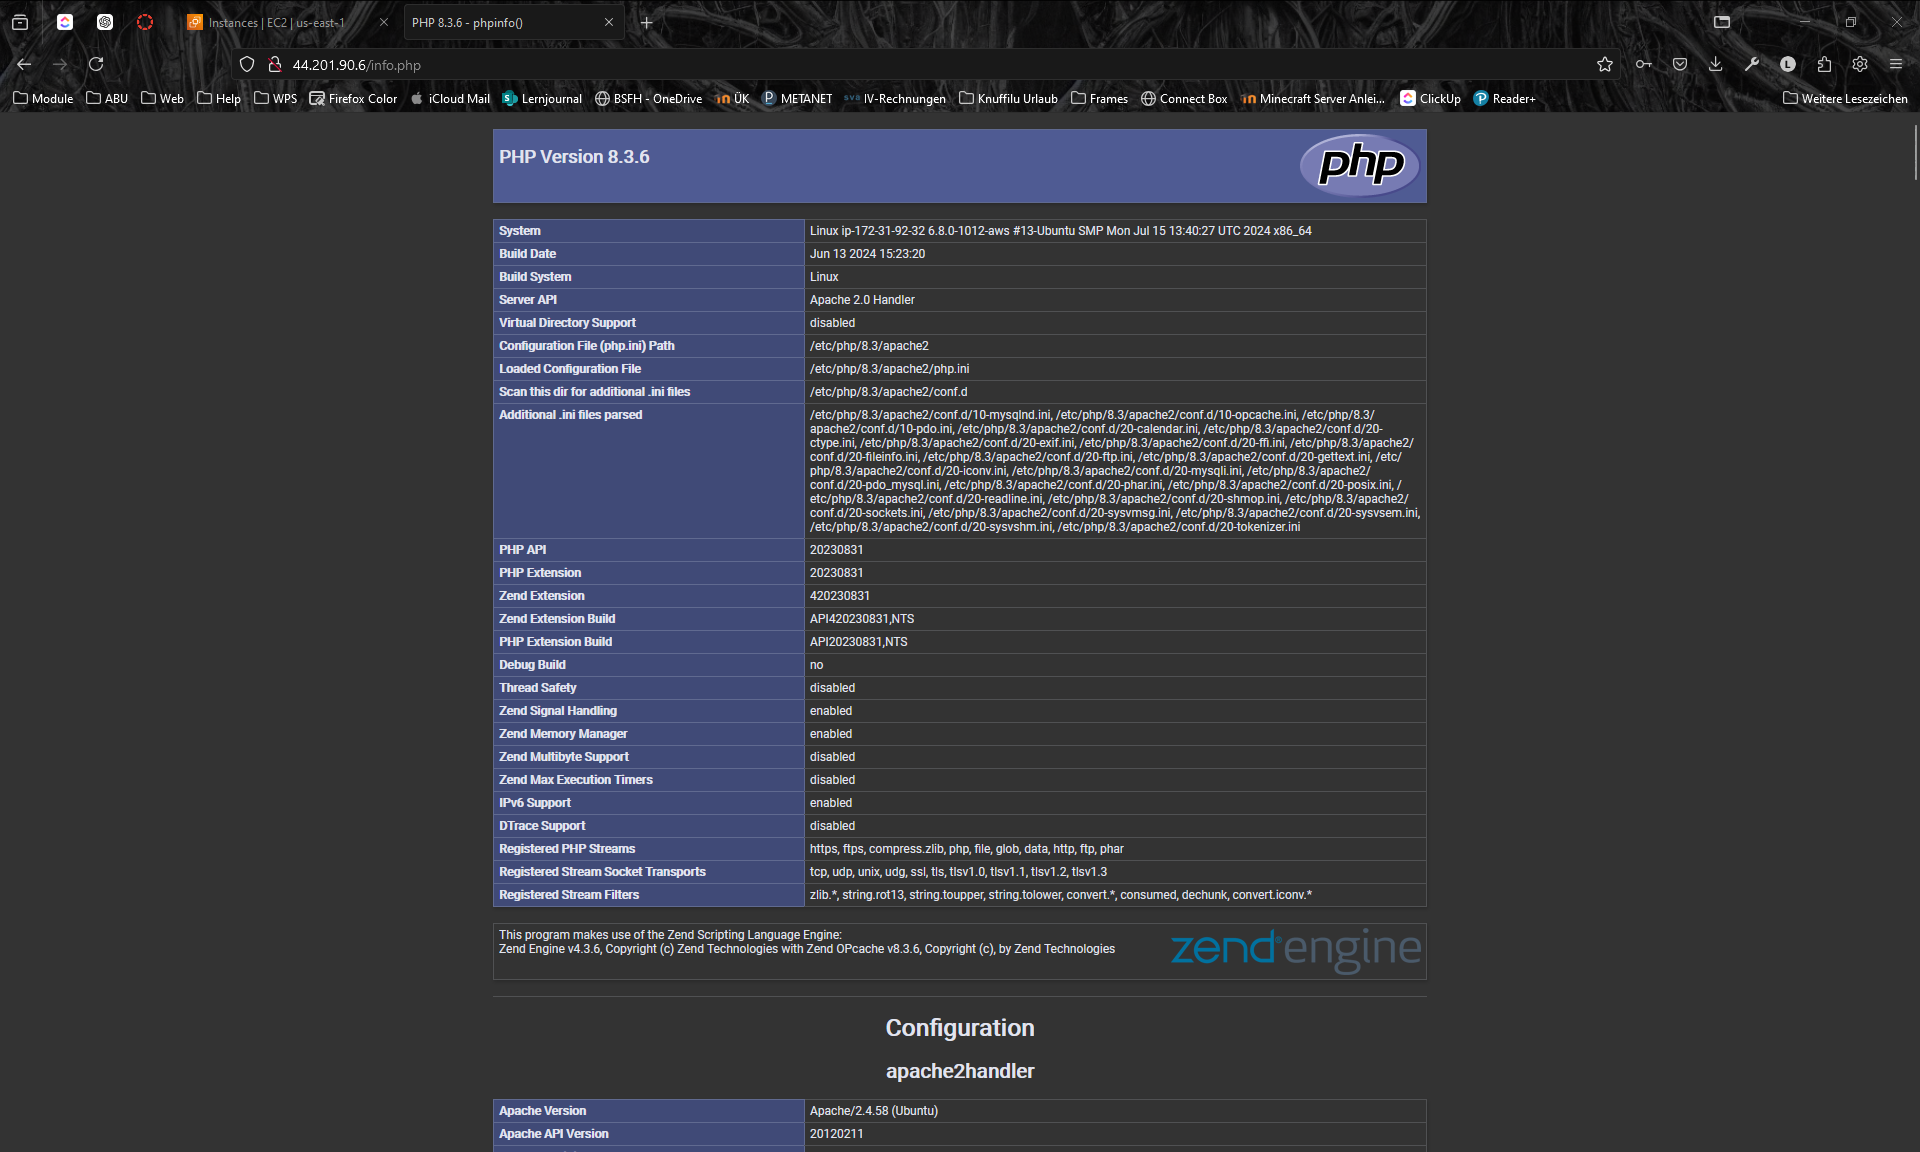 Instances | EC2 | us-east-1
PHP 8.3.6 - phpinfo()
44.201.90.6/info.php
L
Module ABU Web Help WPS Firefox Color iCloud Mail Lernjournal BSFH - OneDrive ÜK METANET IV-Rechnungen Knuffilu Urlaub Frames Connect Box Minecraft Server Anlei... ClickUp Reader+ Weitere Lesezeichen
PHP Version 8.3.6
php
System Linux ip-172-31-92-32 6.8.0-1012-aws #13-Ubuntu SMP Mon Jul 15 13:40:27 UTC 2024 x86_64
Build Date Jun 13 2024 15:23:20
Build System Linux
Server API Apache 2.0 Handler
Virtual Directory Support disabled
Configuration File (php.ini) Path /etc/php/8.3/apache2
Loaded Configuration File /etc/php/8.3/apache2/php.ini
Scan this dir for additional .ini files /etc/php/8.3/apache2/conf.d
Additional .ini files parsed /etc/php/8.3/apache2/conf.d/10-mysqlnd.ini, /etc/php/8.3/apache2/conf.d/10-opcache.ini, /etc/php/8.3/
apache2/conf.d/10-pdo.ini, /etc/php/8.3/apache2/conf.d/20-calendar.ini, /etc/php/8.3/apache2/conf.d/20-
ctype.ini, /etc/php/8.3/apache2/conf.d/20-exif.ini, /etc/php/8.3/apache2/conf.d/20-ffi.ini, /etc/php/8.3/apache2/
conf.d/20-fileinfo.ini, /etc/php/8.3/apache2/conf.d/20-ftp.ini, /etc/php/8.3/apache2/conf.d/20-gettext.ini, /etc/
php/8.3/apache2/conf.d/20-iconv.ini, /etc/php/8.3/apache2/conf.d/20-mysqli.ini, /etc/php/8.3/apache2/
conf.d/20-pdo_mysql.ini, /etc/php/8.3/apache2/conf.d/20-phar.ini, /etc/php/8.3/apache2/conf.d/20-posix.ini, /
etc/php/8.3/apache2/conf.d/20-readline.ini, /etc/php/8.3/apache2/conf.d/20-shmop.ini, /etc/php/8.3/apache2/
conf.d/20-sockets.ini, /etc/php/8.3/apache2/conf.d/20-sysvmsg.ini, /etc/php/8.3/apache2/conf.d/20-sysvsem.ini,
/etc/php/8.3/apache2/conf.d/20-sysvshm.ini, /etc/php/8.3/apache2/conf.d/20-tokenizer.ini
PHP API 20230831
PHP Extension 20230831
Zend Extension 420230831
Zend Extension Build API420230831,NTS
PHP Extension Build API20230831,NTS
Debug Build no
Thread Safety disabled
Zend Signal Handling enabled
Zend Memory Manager enabled
Zend Multibyte Support disabled
Zend Max Execution Timers disabled
IPv6 Support enabled
DTrace Support disabled
Registered PHP Streams https, ftps, compress.zlib, php, file, glob, data, http, ftp, phar
Registered Stream Socket Transports tcp, udp, unix, udg, ssl, tls, tlsv1.0, tlsv1.1, tlsv1.2, tlsv1.3
Registered Stream Filters zlib.*, string.rot13, string.toupper, string.tolower, convert.*, consumed, dechunk, convert.iconv.*
This program makes use of the Zend Scripting Language Engine:
Zend Engine v4.3.6, Copyright (c) Zend Technologies with Zend OPcache v8.3.6, Copyright (c), by Zend Technologies
zend engine
Configuration
apache2handler
Apache Version Apache/2.4.58 (Ubuntu)
Apache API Version 20120211